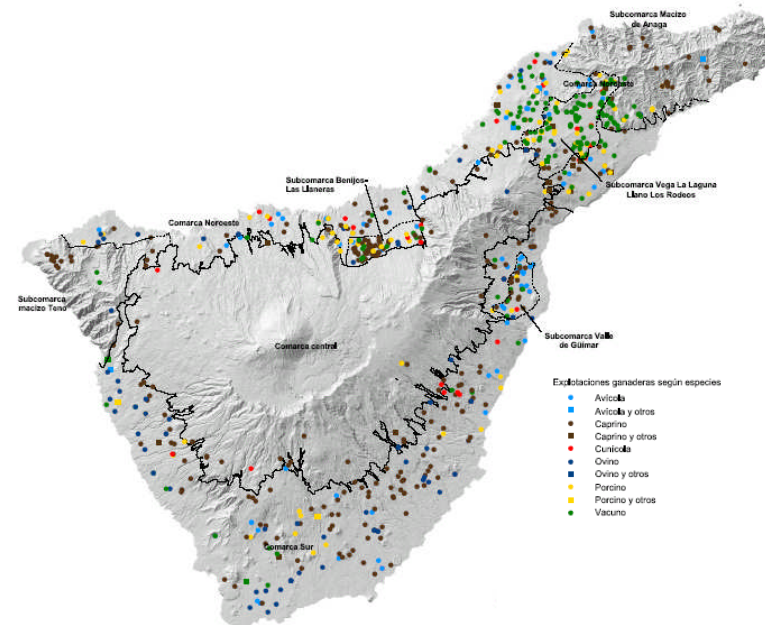 Subcomarca Macizo
de Anaga
Comarca Noreste
Subcomarca Benijos-
Las Llaneras
Subcomarca Vega La Laguna
Llano Los Rodeos
Comarca Noroeste
Subcomarca
macizo Teno
Subcomarca Valle
de Güimar
Comarca central
Explotaciones ganaderas según especies
Avícola
Avícola y otros
Caprino
Caprino y otros
Cunícola
Ovino
Ovino y otros
Porcino
Porcino y otros
Vacuno
Comarca Sur